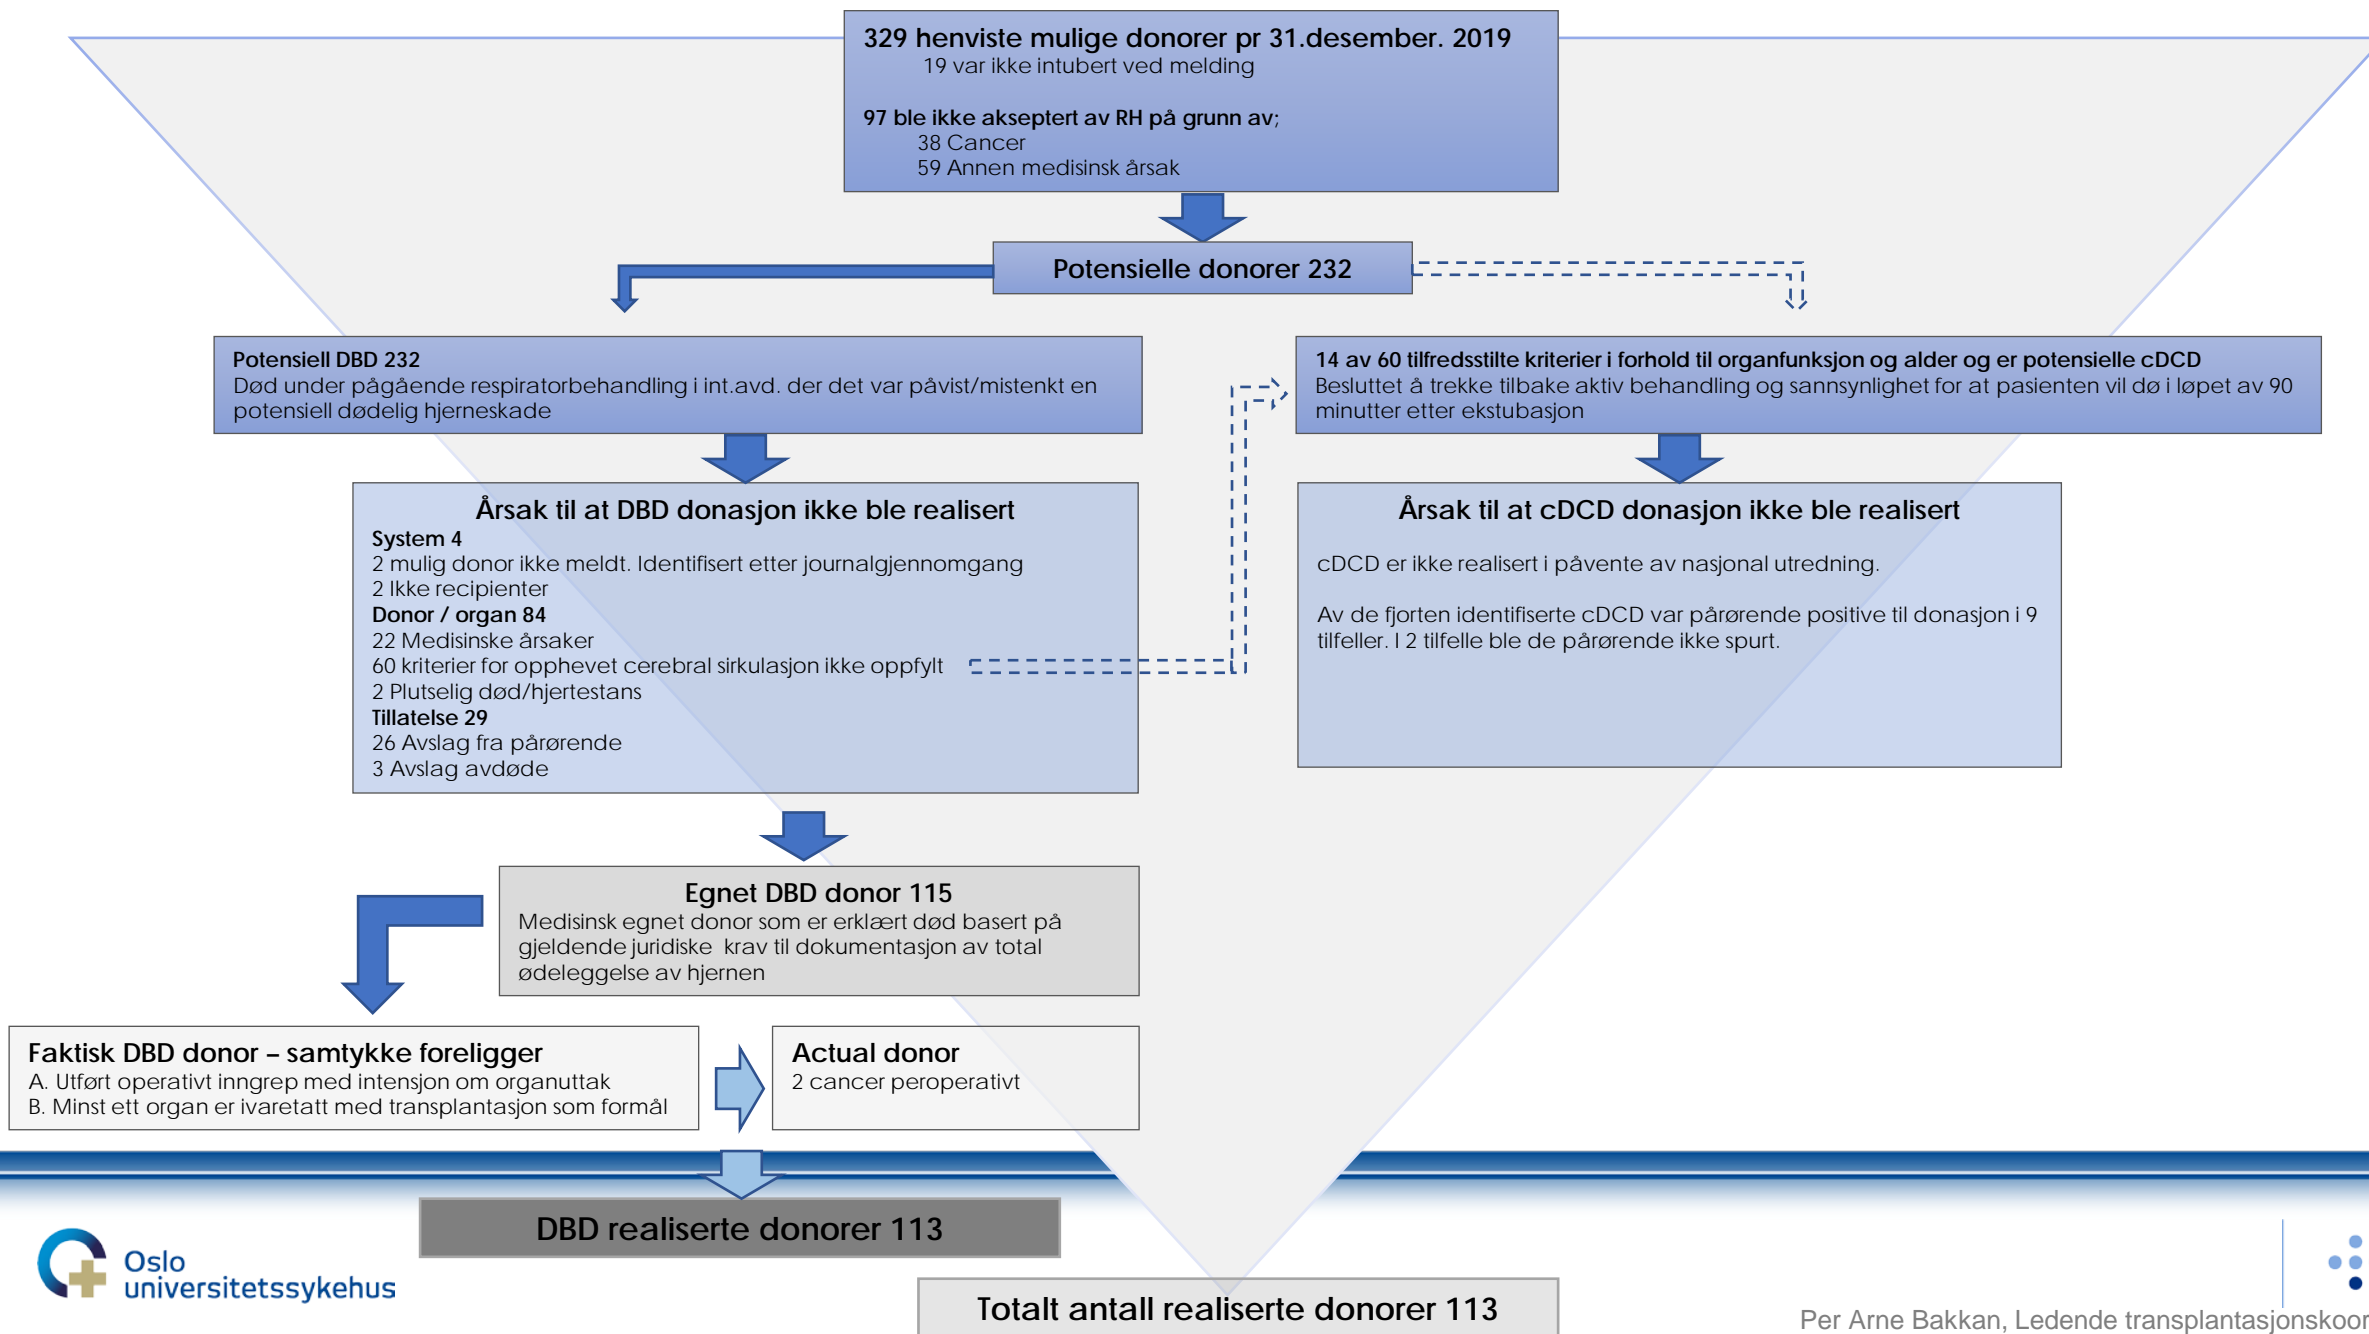 329 henviste mulige donorer pr 31.desember. 2019
19 var ikke intubert ved melding
97 ble ikke akseptert av RH på grunn av;
38 Cancer
59 Annen medisinsk årsak
Potensielle donorer 232
Potensiell DBD 232
Død under pågående respiratorbehandling i int.avd. der det var påvist/mistenkt en
potensiell dødelig hjerneskade
14 av 60 tilfredsstilte kriterier i forhold til organfunksjon og alder og er potensielle cDCD
Besluttet å trekke tilbake aktiv behandling og sannsynlighet for at pasienten vil dø i løpet av 90
minutter etter ekstubasjon
Årsak til at DBD donasjon ikke ble realisert
System 4
2 mulig donor ikke meldt. Identifisert etter journalgjennomgang
2 Ikke recipienter
Donor / organ 84
22 Medisinske årsaker
60 kriterier for opphevet cerebral sirkulasjon ikke oppfylt
2 Plutselig død/hjertestans
Tillatelse 29
26 Avslag fra pårørende
3 Avslag avdøde
Årsak til at cDCD donasjon ikke ble realisert
cDCD er ikke realisert i påvente av nasjonal utredning.
Av de fjorten identifiserte cDCD var pårørende positive til donasjon i 9
tilfeller. I 2 tilfelle ble de pårørende ikke spurt.
Egnet DBD donor 115
Medisinsk egnet donor som er erklært død basert på
gjeldende juridiske krav til dokumentasjon av total
ødeleggelse av hjernen
Faktisk DBD donor – samtykke foreligger
A. Utført operativt inngrep med intensjon om organuttak
B. Minst ett organ er ivaretatt med transplantasjon som formål
Actual donor
2 cancer peroperativt
DBD realiserte donorer 113
Oslo
universitetssykehus
Totalt antall realiserte donorer 113
Per Arne Bakkan, Ledende transplantasjonskoor